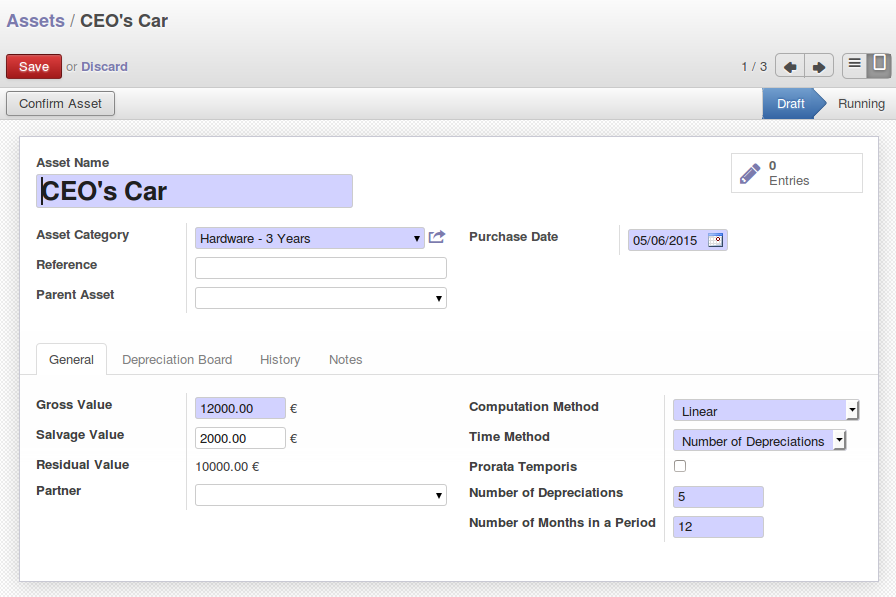 Assets / CEO's Car
Save or Discard
1 / 3
Confirm Asset
Draft
Running
Asset Name
CEO's Car
0
Entries
Asset Category
Hardware - 3 Years
Purchase Date
05/06/2015
Reference
Parent Asset
General
Depreciation Board
History
Notes
Gross Value
12000.00 €
Computation Method
Linear
Salvage Value
2000.00 €
Time Method
Number of Depreciations
Residual Value
10000.00 €
Prorata Temporis
Partner
Number of Depreciations
5
Number of Months in a Period
12